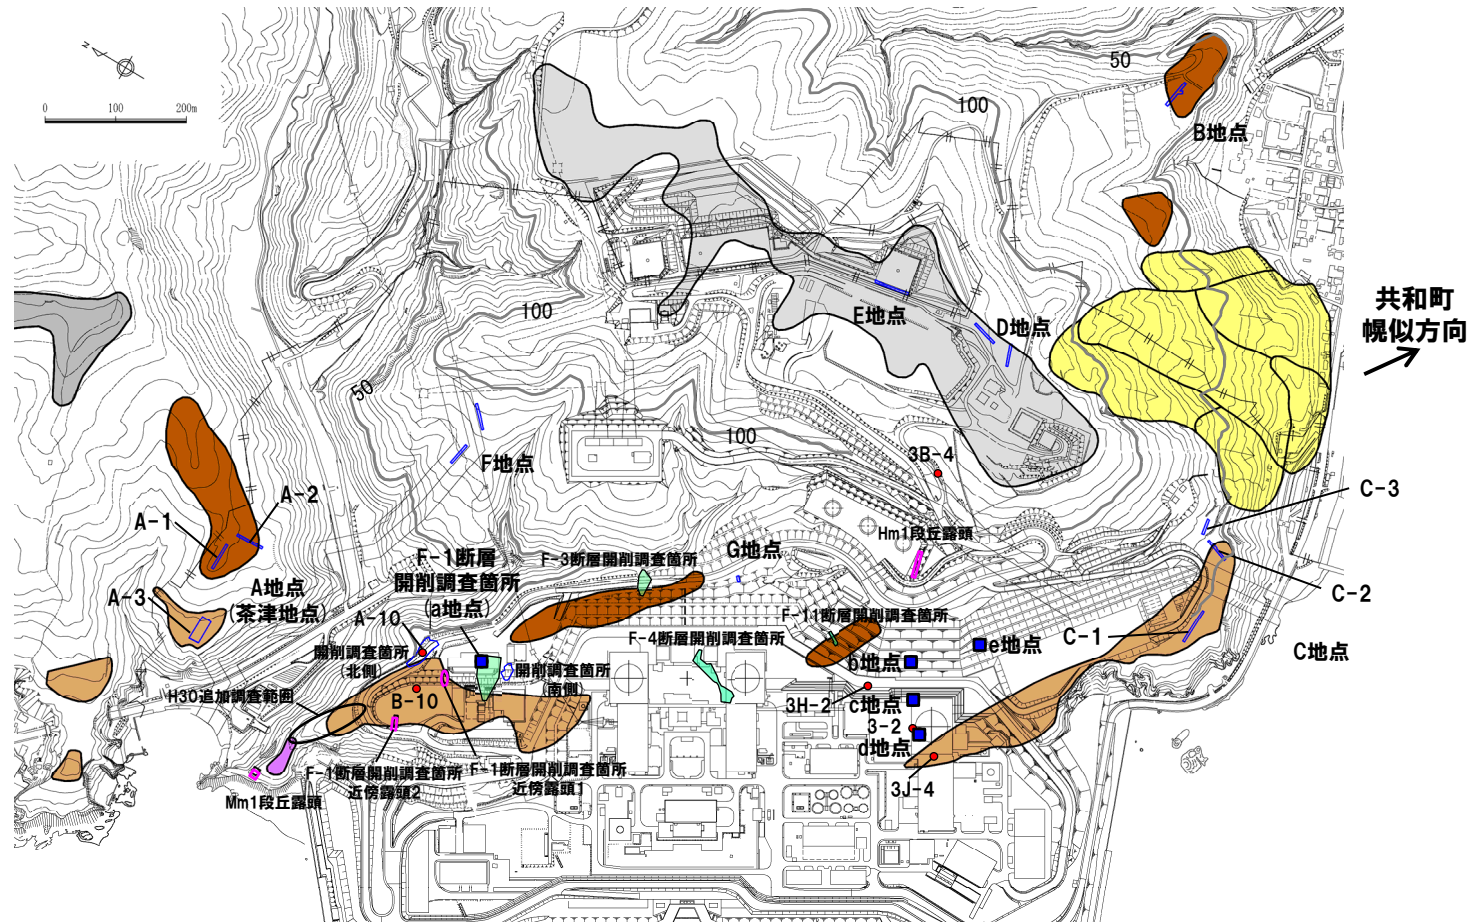 N
0 100 200m
50
100
B地点
共和町
幌似方向
E地点
D地点
100
50
100
3B-4
F地点
C-3
A-2
A-1
Hm1段丘露頭
G地点
F-1断層
開削調査箇所
(a地点)
F-3断層開削調査箇所
A地点
(茶津地点)
A-3
C-2
A-10
F-11断層開削調査箇所
F-4断層開削調査箇所
C-1
e地点
C地点
開削調査箇所
(北側)
b地点
開削調査箇所
(南側)
H30追加調査範囲
B-10
3H-2
c地点
3-2
d地点
F-1断層開削調査箇所
近傍露頭2
F-1断層開削調査箇所
近傍露頭1
3J-4
Mm1段丘露頭